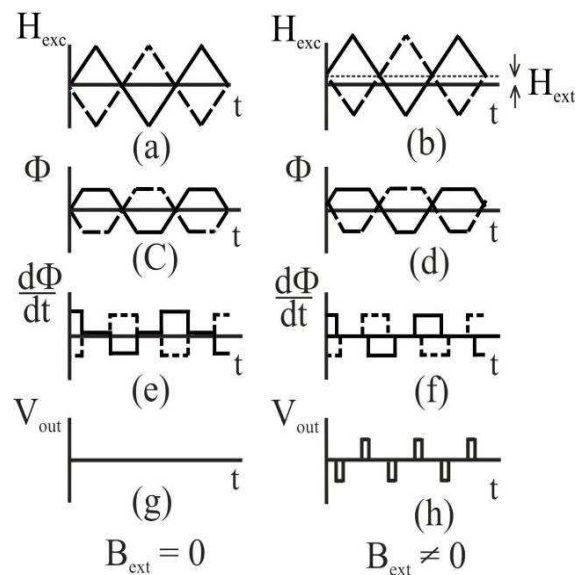 H_exc
t
(a)
H_exc
H_ext
t
(b)
Φ
t
(C)
Φ
t
(d)
dΦ
dt
t
(e)
dΦ
dt
t
(f)
V_out
t
(g)
V_out
t
(h)
B_ext = 0
B_ext ≠ 0